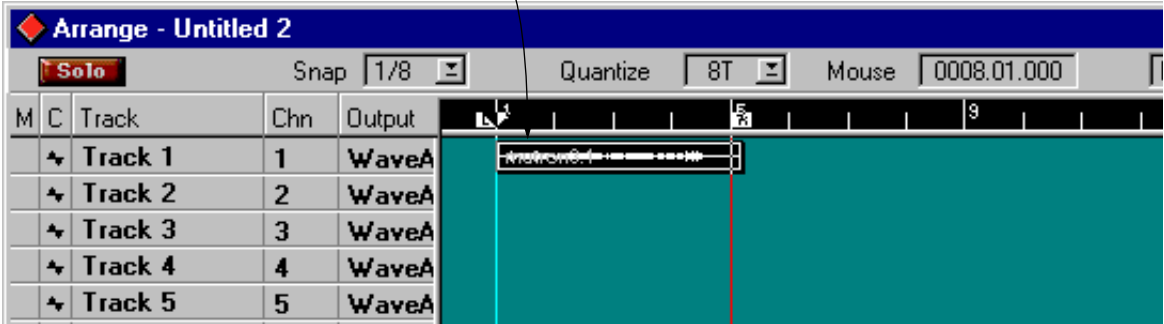 Arrange - Untitled 2
Solo Snap 1/8 Quantize 8T Mouse 0008.01.000
M C Track Chn Output L 1 5 R 9
Track 1 1 WaveA
Track 2 2 WaveA
Track 3 3 WaveA
Track 4 4 WaveA
Track 5 5 WaveA